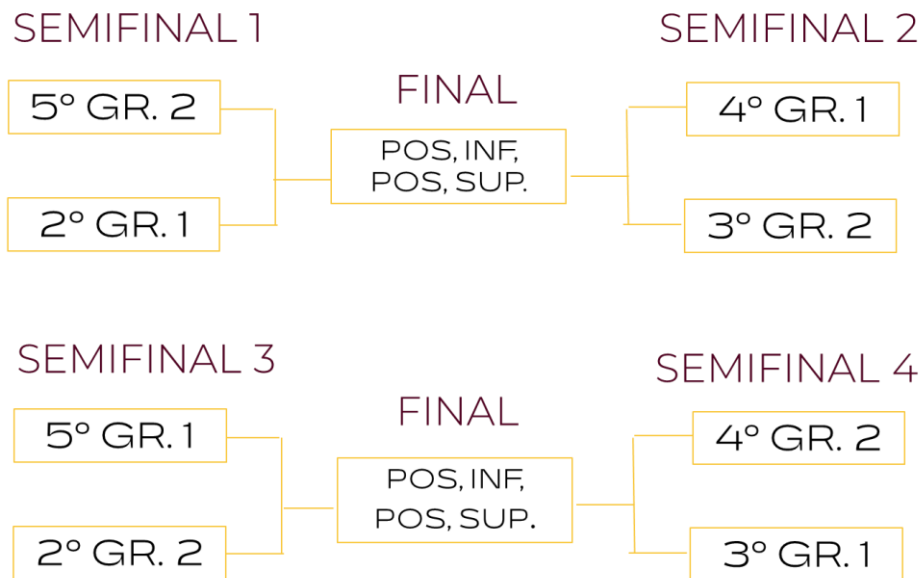 SEMIFINAL 1
SEMIFINAL 2
5º GR. 2
FINAL
4º GR. 1
POS, INF,
POS, SUP.
2º GR. 1
3º GR. 2
SEMIFINAL 3
SEMIFINAL 4
5º GR. 1
FINAL
4º GR. 2
POS, INF,
POS, SUP.
2º GR. 2
3º GR. 1